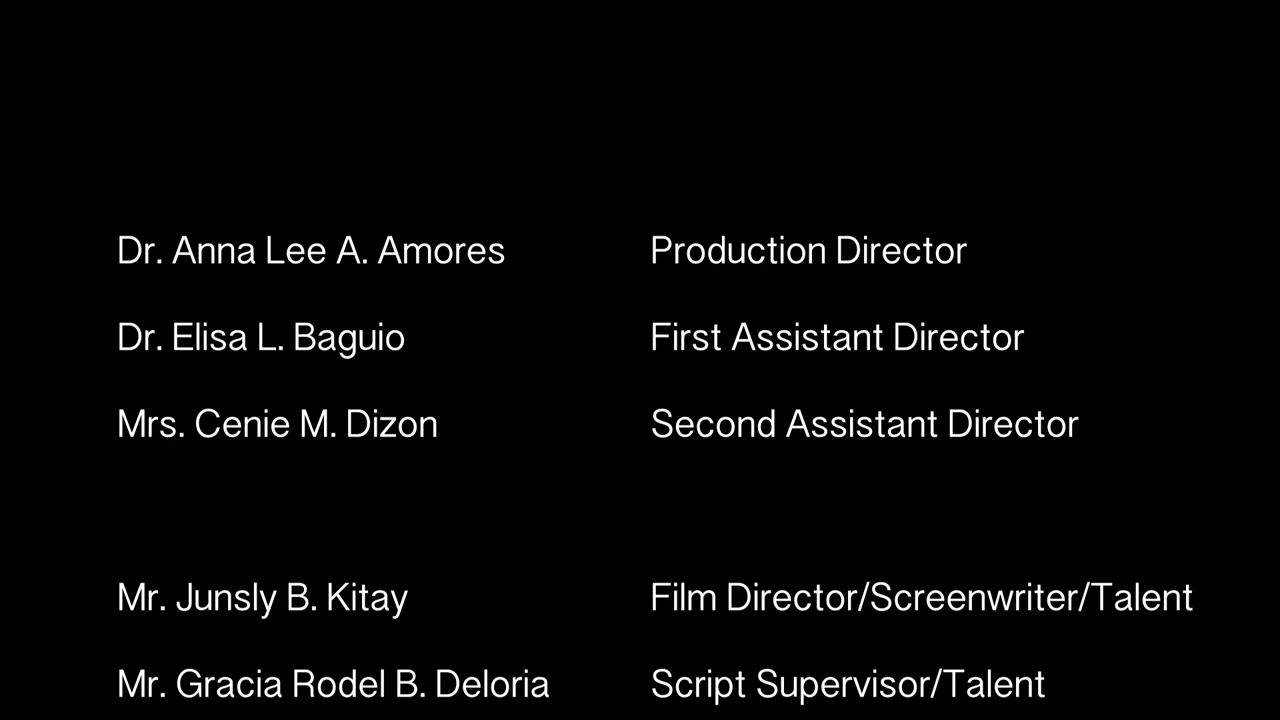 Dr. Anna Lee A. Amores Production Director
Dr. Elisa L. Baguio First Assistant Director
Mrs. Cenie M. Dizon Second Assistant Director
Mr. Junsly B. Kitay Film Director/Screenwriter/Talent
Mr. Gracia Rodel B. Deloria Script Supervisor/Talent